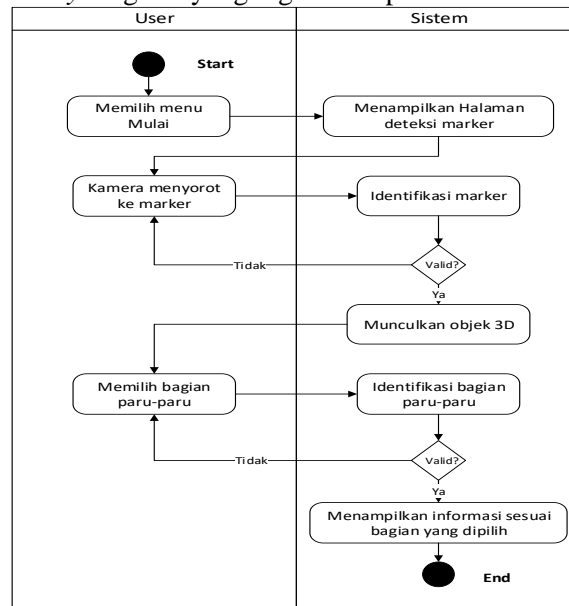 User
Sistem
Start
Memilih menu
Mulai
Menampilkan Halaman
deteksi marker
Kamera menyorot
ke marker
Identifikasi marker
Valid?
Tidak
Ya
Munculkan objek 3D
Memilih bagian
paru-paru
Identifikasi bagian
paru-paru
Valid?
Tidak
Ya
Menampilkan informasi sesuai
bagian yang dipilih
End